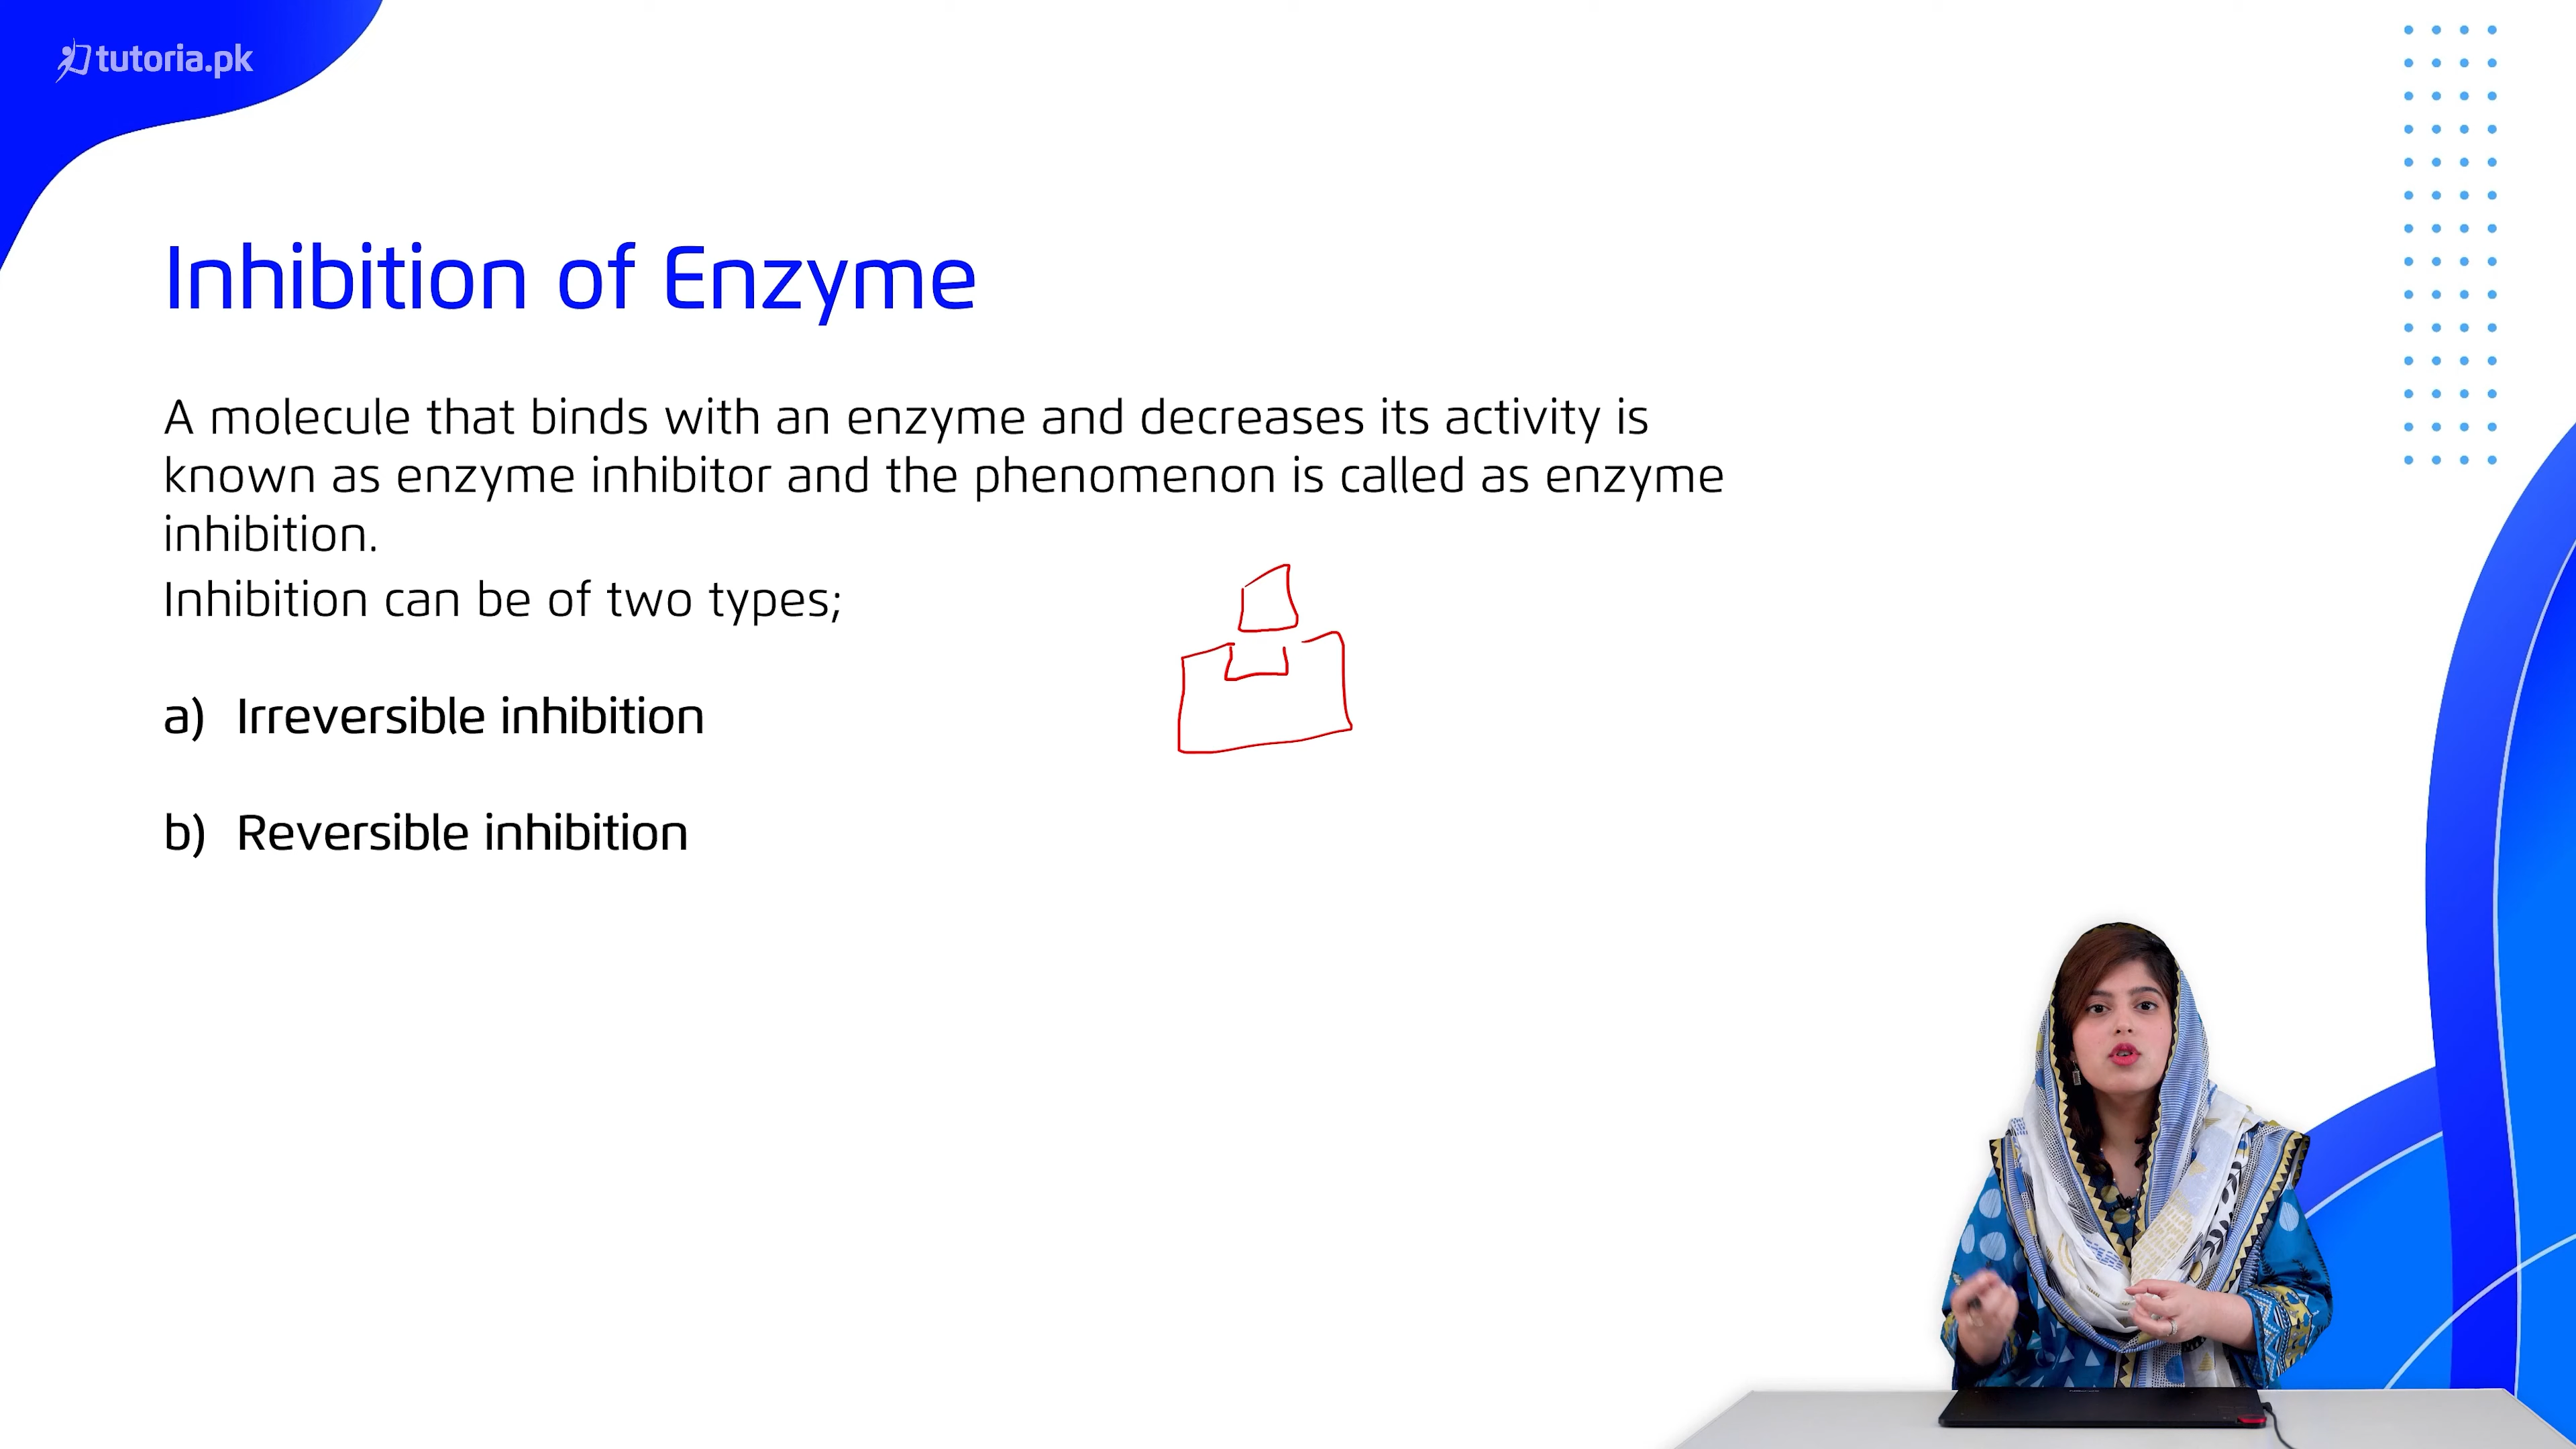 tutoria.pk
Inhibition of Enzyme
A molecule that binds with an enzyme and decreases its activity is
known as enzyme inhibitor and the phenomenon is called as enzyme
inhibition.
Inhibition can be of two types;
a) Irreversible inhibition
b) Reversible inhibition